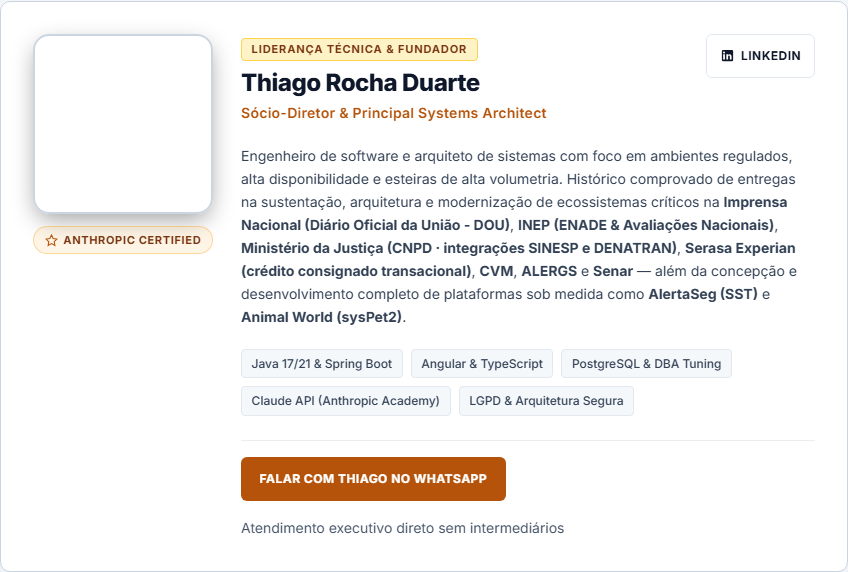 LIDERANÇA TÉCNICA & FUNDADOR
LINKEDIN
Thiago Rocha Duarte
Sócio-Diretor & Principal Systems Architect
Engenheiro de software e arquiteto de sistemas com foco em ambientes regulados,
alta disponibilidade e esteiras de alta volumetria. Histórico comprovado de entregas
na sustentação, arquitetura e modernização de ecossistemas críticos na Imprensa
Nacional (Diário Oficial da União - DOU), INEP (ENADE & Avaliações Nacionais),
Ministério da Justiça (CNPD · integrações SINESP e DENATRAN), Serasa Experian
(crédito consignado transacional), CVM, ALERGS e Senar — além da concepção e
desenvolvimento completo de plataformas sob medida como AlertaSeg (SST) e
Animal World (sysPet2).
ANTHROPIC CERTIFIED
Java 17/21 & Spring Boot
Angular & TypeScript
PostgreSQL & DBA Tuning
Claude API (Anthropic Academy)
LGPD & Arquitetura Segura
FALAR COM THIAGO NO WHATSAPP
Atendimento executivo direto sem intermediários